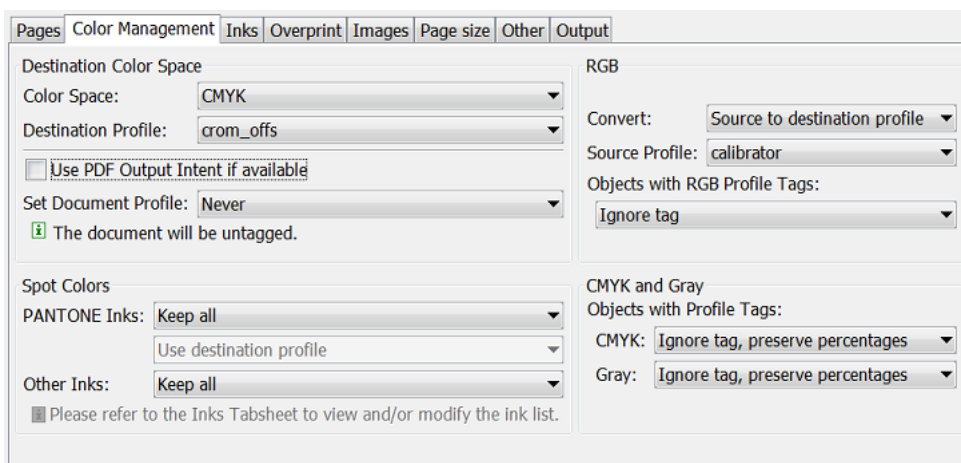 Pages Color Management Inks Overprint Images Page size Other Output
Destination Color Space
Color Space: CMYK
Destination Profile: crom_offs
Use PDF Output Intent if available
Set Document Profile: Never
The document will be untagged.
RGB
Convert: Source to destination profile
Source Profile: calibrator
Objects with RGB Profile Tags:
Ignore tag
Spot Colors
PANTONE Inks: Keep all
Use destination profile
Other Inks: Keep all
Please refer to the Inks Tabsheet to view and/or modify the ink list.
CMYK and Gray
Objects with Profile Tags:
CMYK: Ignore tag, preserve percentages
Gray: Ignore tag, preserve percentages